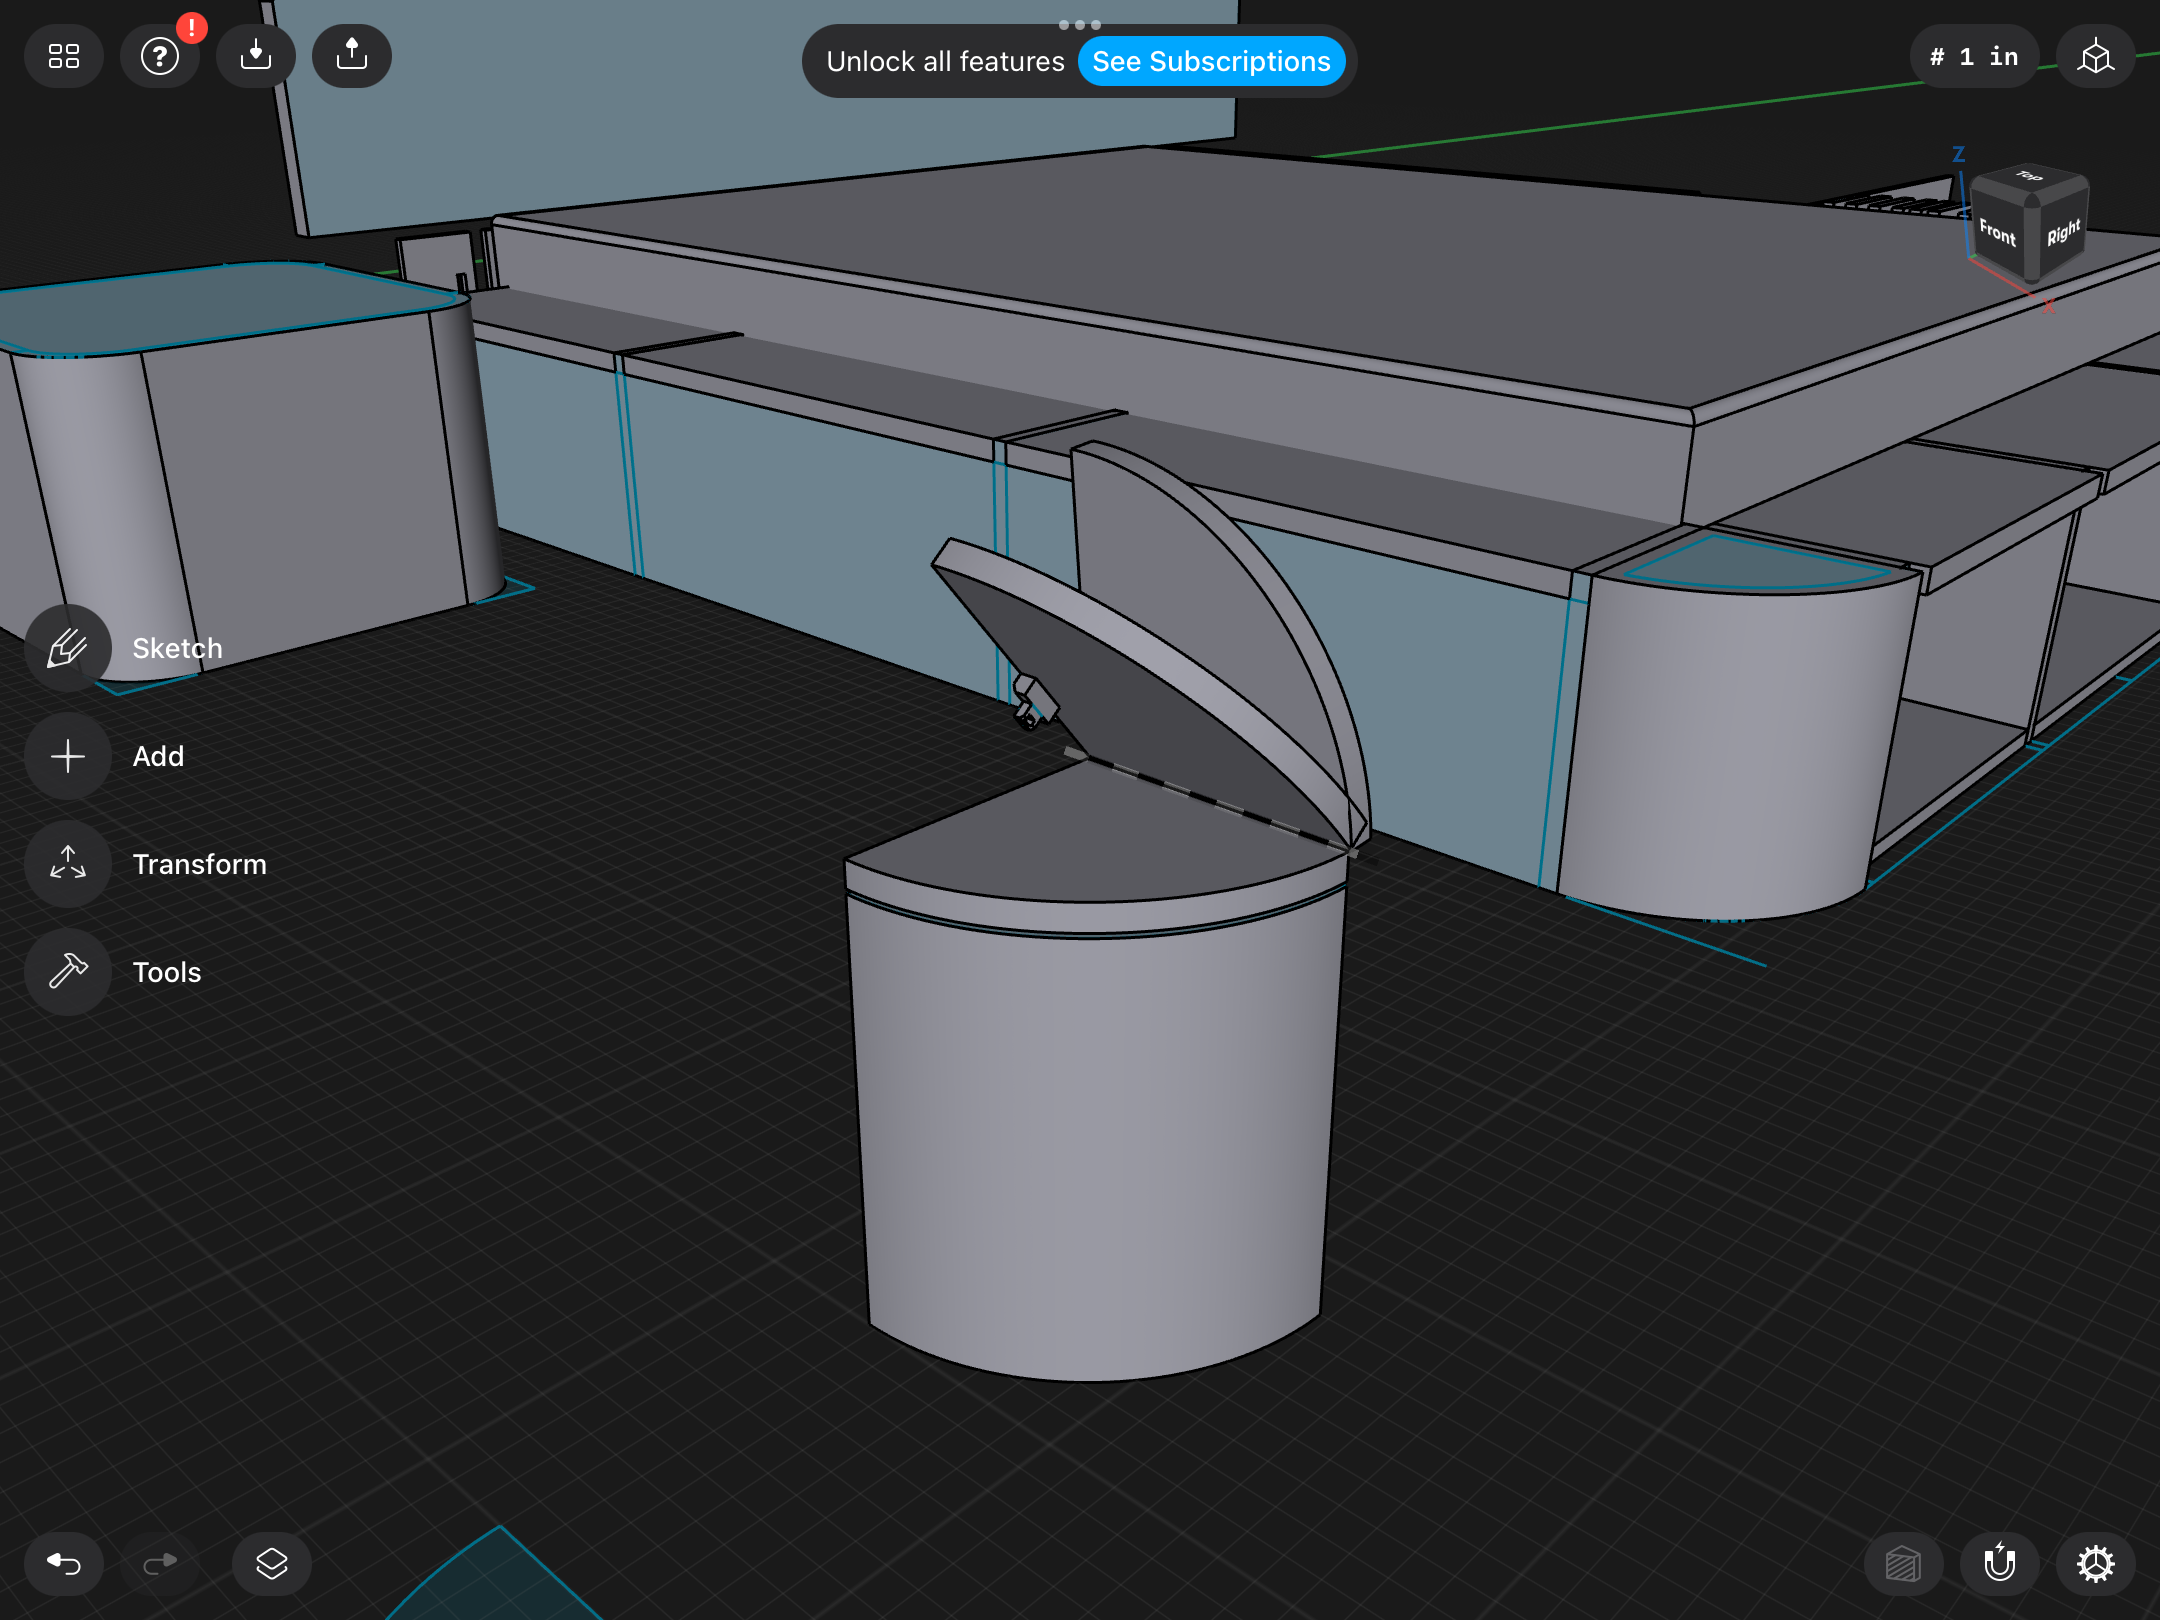 !
?
Unlock all features See Subscriptions
# 1 in
Z
Top
Front
Right
X
Sketch
Add
Transform
Tools